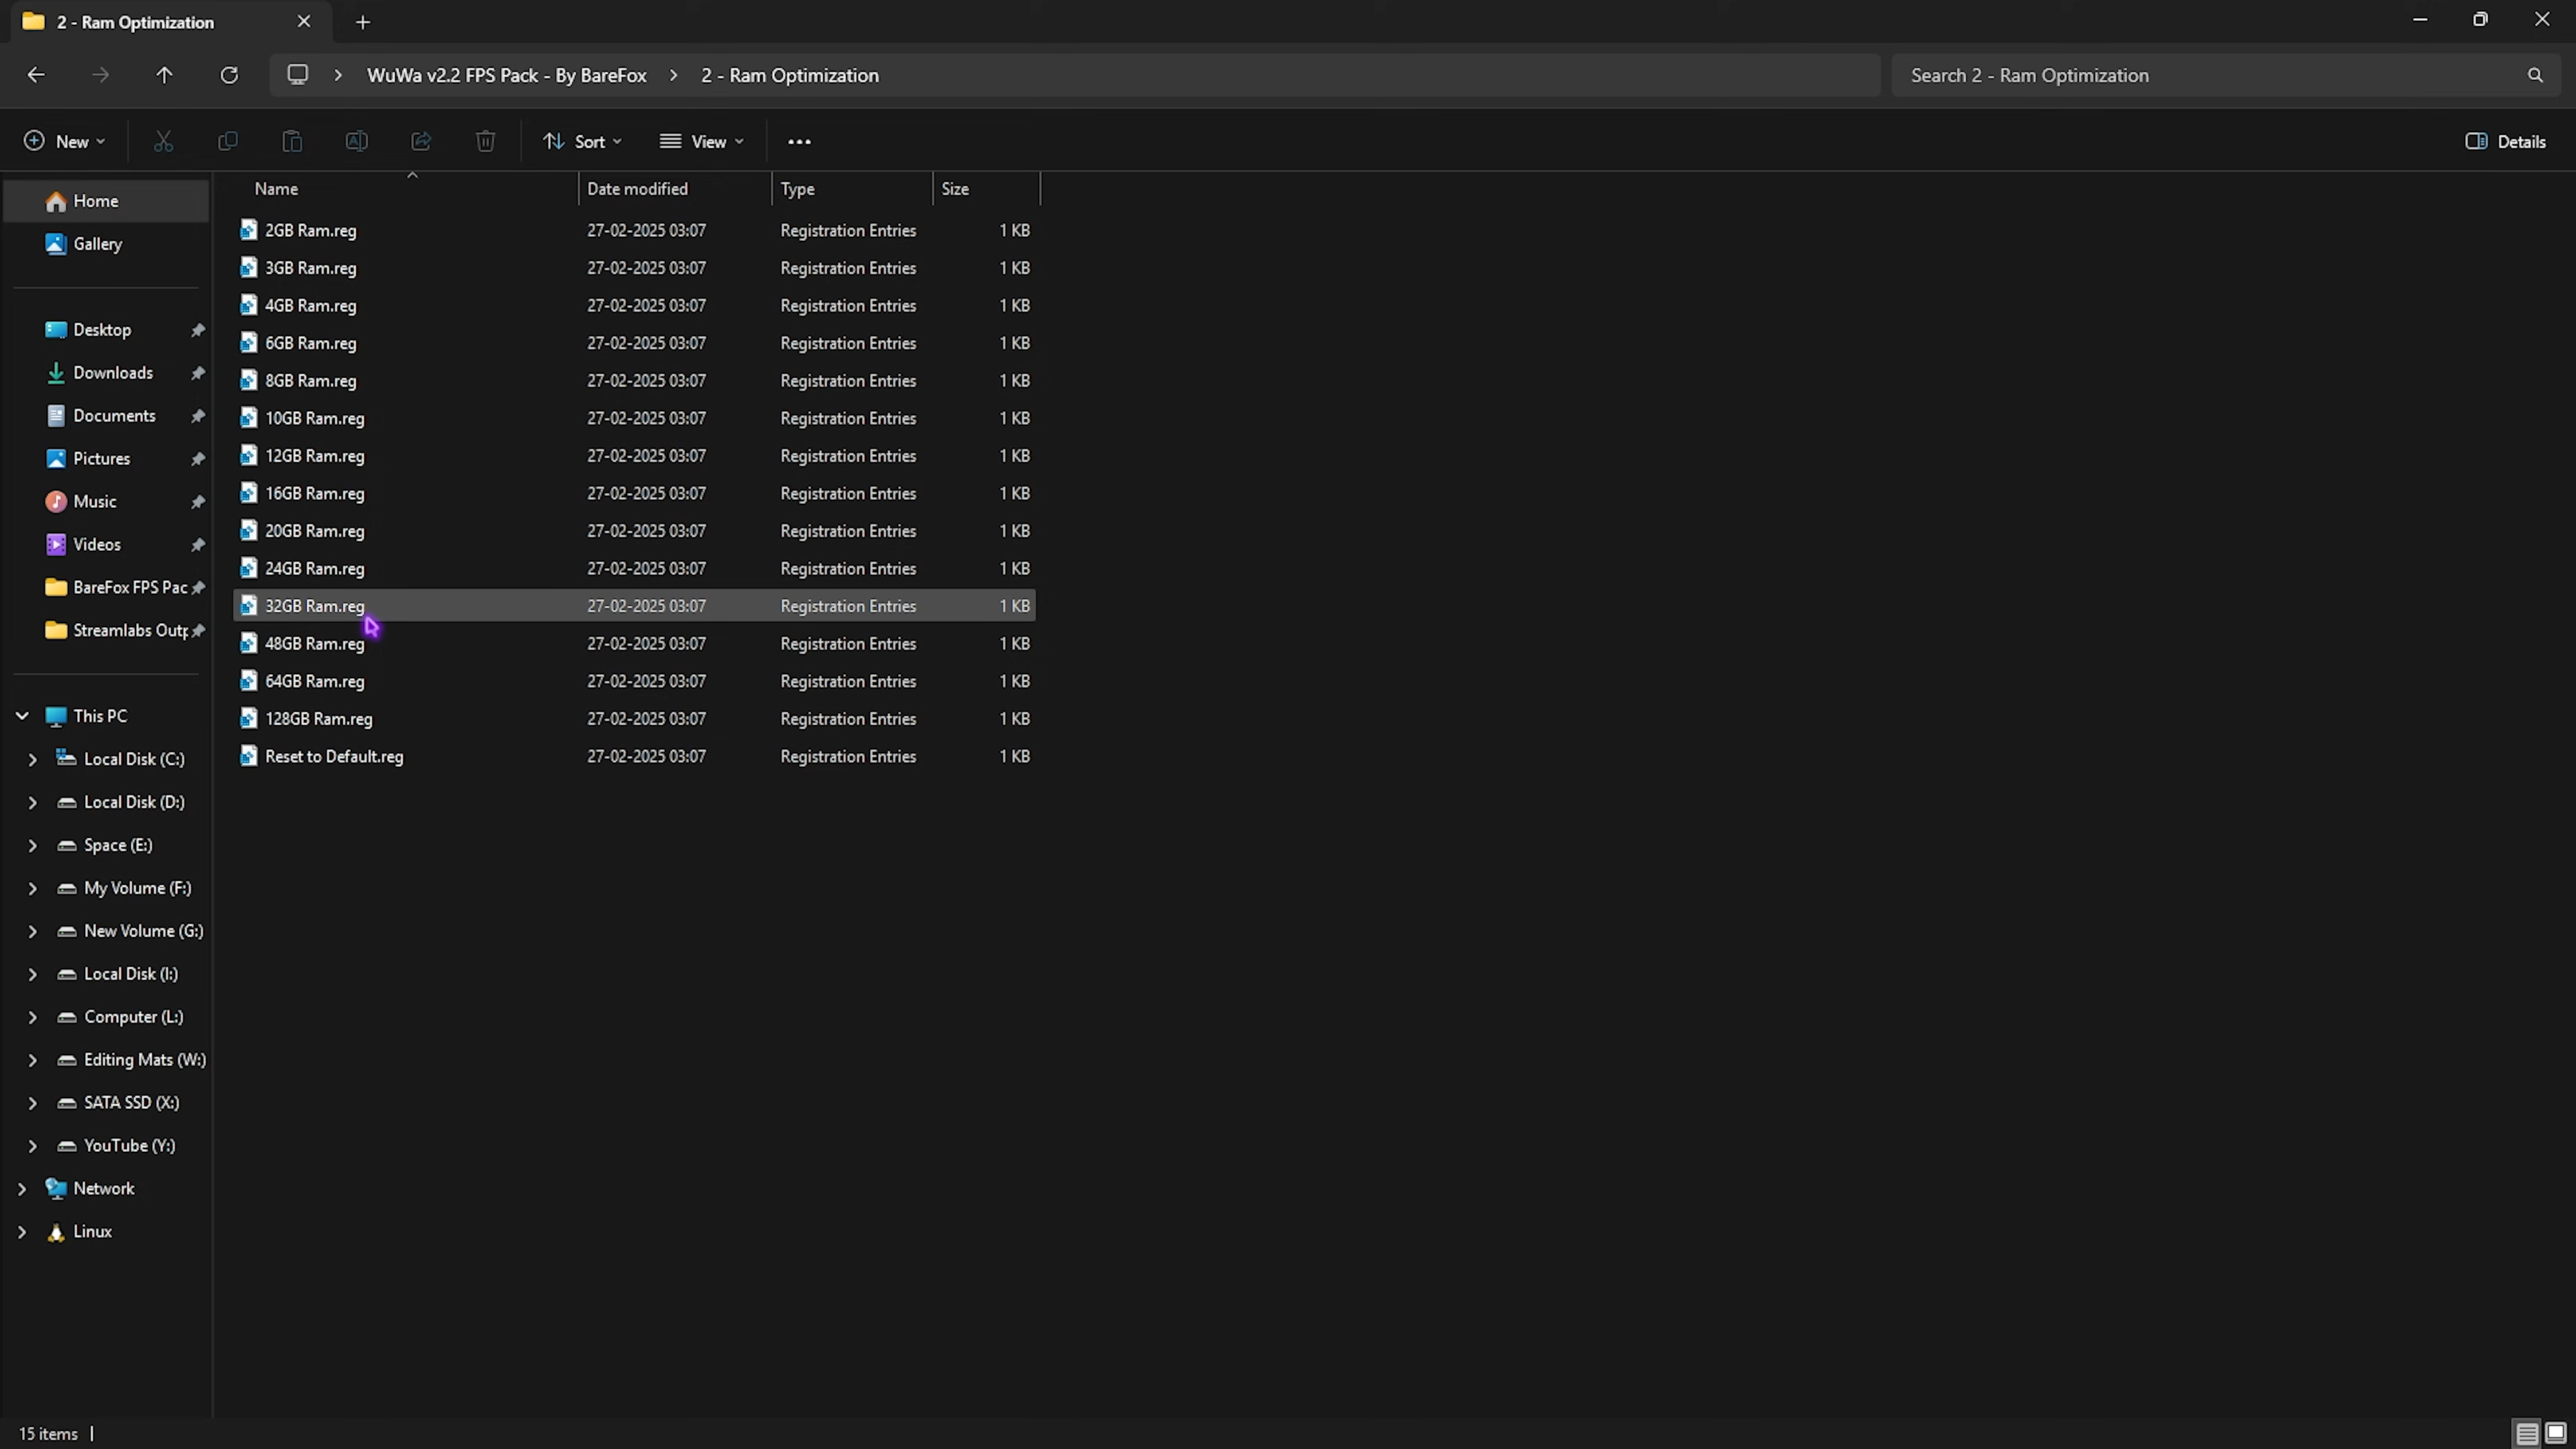 2 - Ram Optimization
WuWa v2.2 FPS Pack - By BareFox > 2 - Ram Optimization
Search 2 - Ram Optimization
New
Sort
View
Details
Home
Gallery
Desktop
Downloads
Documents
Pictures
Music
Videos
BareFox FPS Pac
Streamlabs Outp
This PC
Local Disk (C:)
Local Disk (D:)
Space (E:)
My Volume (F:)
New Volume (G:)
Local Disk (I:)
Computer (L:)
Editing Mats (W:)
SATA SSD (X:)
YouTube (Y:)
Network
Linux
Name Date modified Type Size
2GB Ram.reg 27-02-2025 03:07 Registration Entries 1 KB
3GB Ram.reg 27-02-2025 03:07 Registration Entries 1 KB
4GB Ram.reg 27-02-2025 03:07 Registration Entries 1 KB
6GB Ram.reg 27-02-2025 03:07 Registration Entries 1 KB
8GB Ram.reg 27-02-2025 03:07 Registration Entries 1 KB
10GB Ram.reg 27-02-2025 03:07 Registration Entries 1 KB
12GB Ram.reg 27-02-2025 03:07 Registration Entries 1 KB
16GB Ram.reg 27-02-2025 03:07 Registration Entries 1 KB
20GB Ram.reg 27-02-2025 03:07 Registration Entries 1 KB
24GB Ram.reg 27-02-2025 03:07 Registration Entries 1 KB
32GB Ram.reg 27-02-2025 03:07 Registration Entries 1 KB
48GB Ram.reg 27-02-2025 03:07 Registration Entries 1 KB
64GB Ram.reg 27-02-2025 03:07 Registration Entries 1 KB
128GB Ram.reg 27-02-2025 03:07 Registration Entries 1 KB
Reset to Default.reg 27-02-2025 03:07 Registration Entries 1 KB
15 items